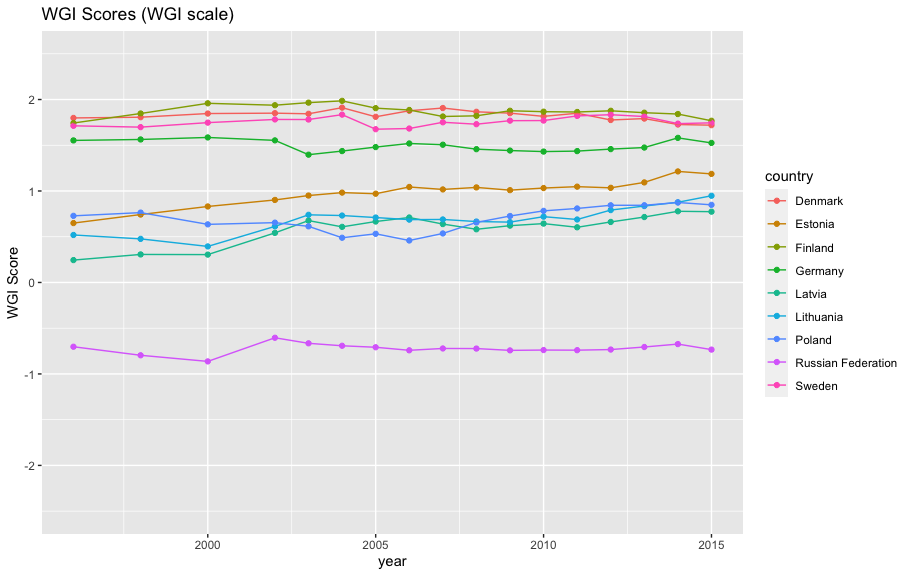 WGI Scores (WGI scale)
2
1
0
-1
-2
WGI Score
2000
2005
2010
2015
year
country
Denmark
Estonia
Finland
Germany
Latvia
Lithuania
Poland
Russian Federation
Sweden